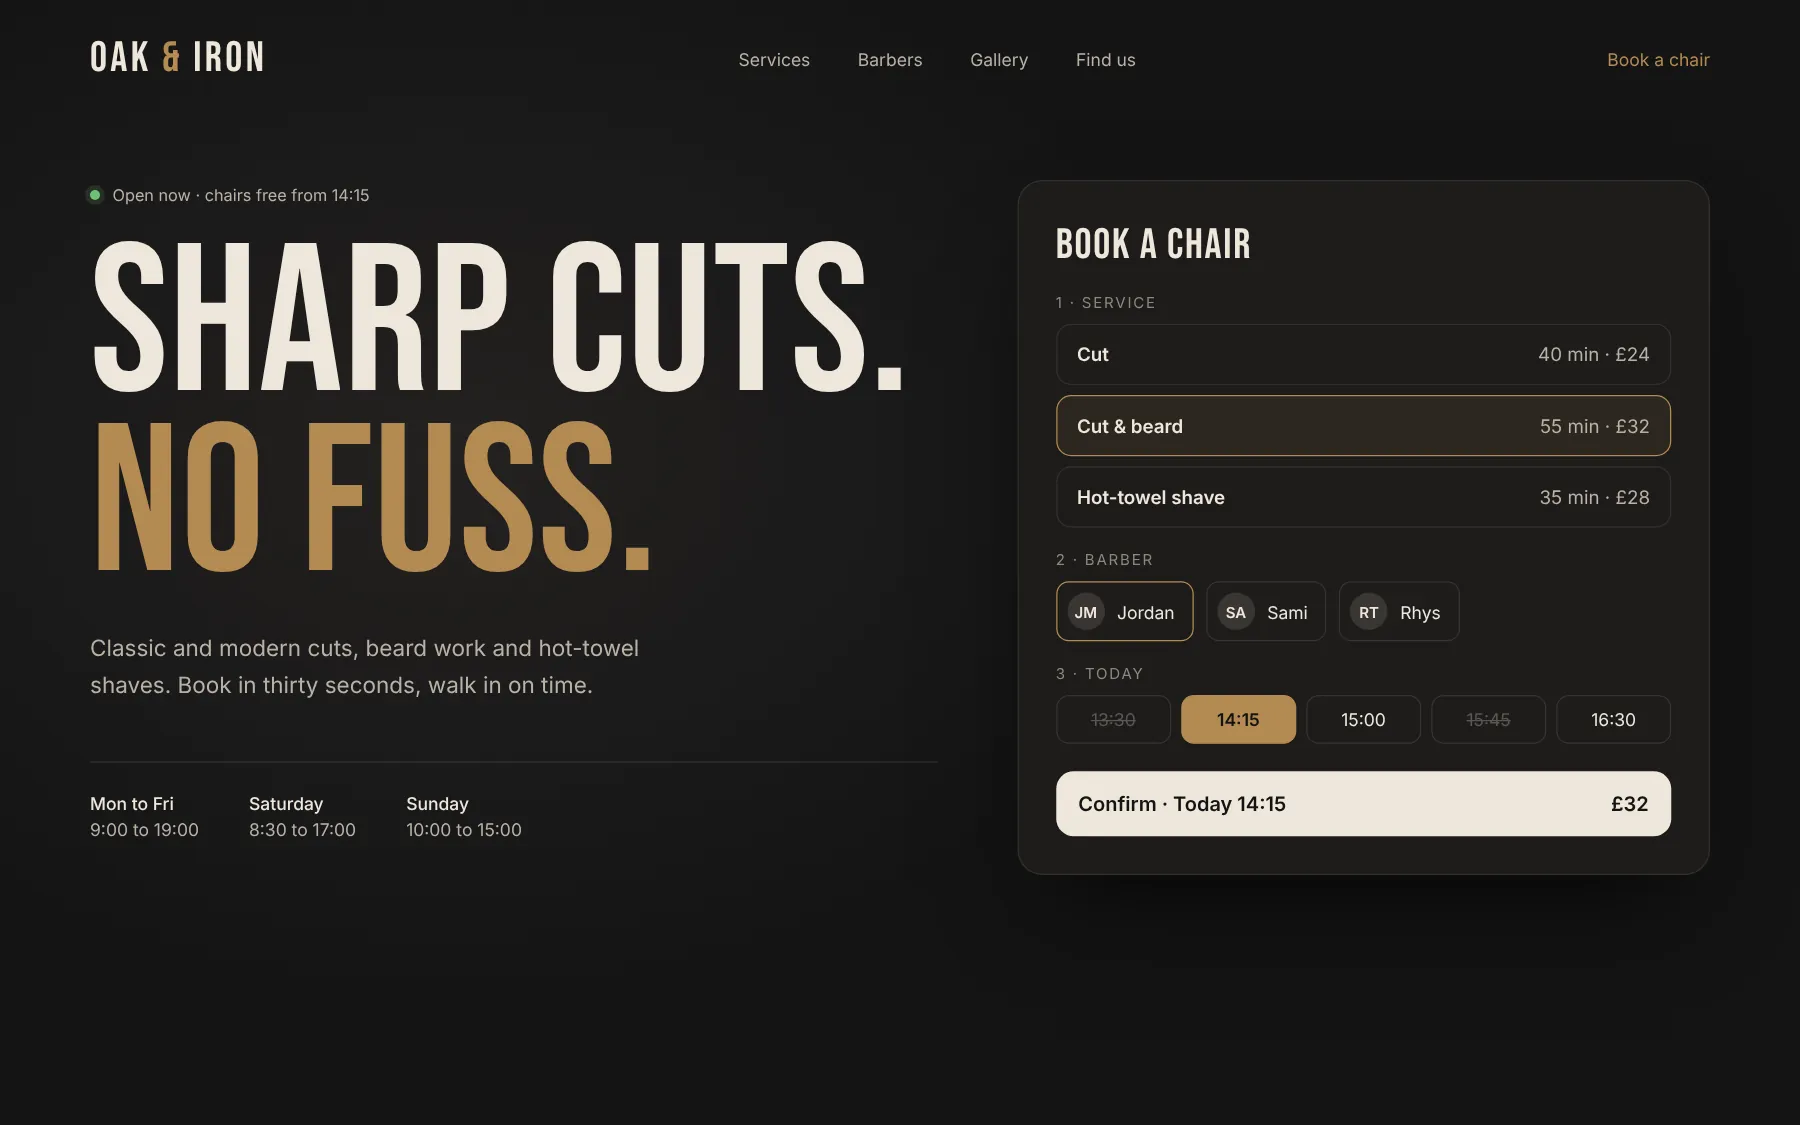 OAK & IRON
Services
Barbers
Gallery
Find us
Book a chair
Open now · chairs free from 14:15
SHARP CUTS.
NO FUSS.
Classic and modern cuts, beard work and hot-towel
shaves. Book in thirty seconds, walk in on time.
Mon to Fri
9:00 to 19:00
Saturday
8:30 to 17:00
Sunday
10:00 to 15:00
BOOK A CHAIR
1 · SERVICE
Cut 40 min · £24
Cut & beard 55 min · £32
Hot-towel shave 35 min · £28
2 · BARBER
JM Jordan
SA Sami
RT Rhys
3 · TODAY
13:30
14:15
15:00
15:45
16:30
Confirm · Today 14:15 £32